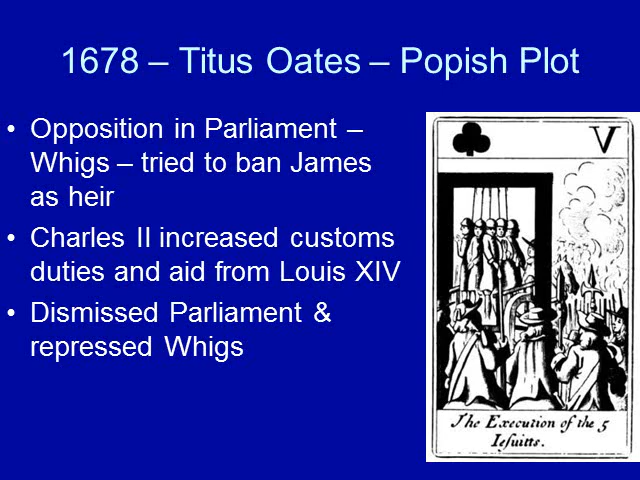 1678 – Titus Oates – Popish Plot
• Opposition in Parliament –
Whigs – tried to ban James
as heir
• Charles II increased customs
duties and aid from Louis XIV
• Dismissed Parliament &
repressed Whigs
V
The Execution of the 5
Iesuitts.